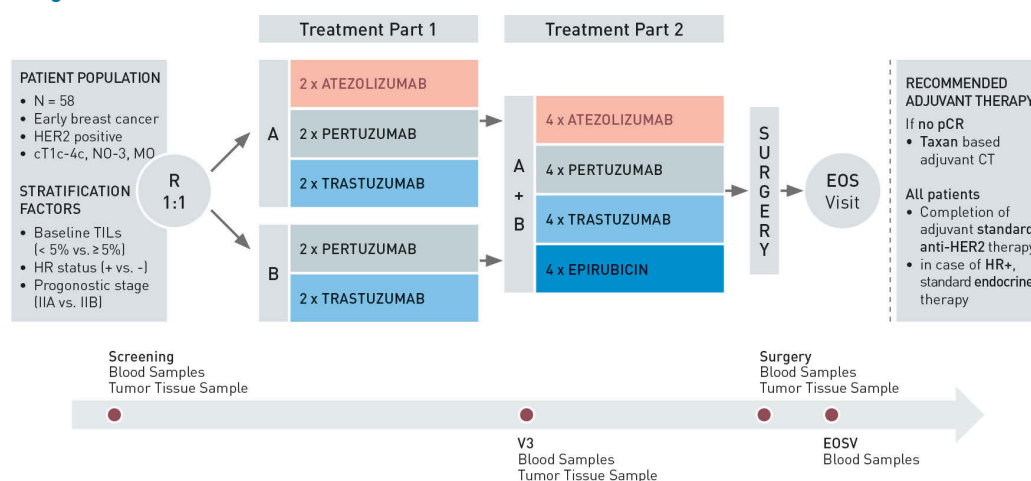 Treatment Part 1
Treatment Part 2
PATIENT POPULATION
• N = 58
• Early breast cancer
• HER2 positive
• cT1c-4c, N0-3, M0
STRATIFICATION
FACTORS
• Baseline TILs
(< 5% vs. ≥ 5%)
• HR status (+ vs. -)
• Progonostic stage
(IIA vs. IIB)
R
1:1
A
2 x ATEZOLIZUMAB
2 x PERTUZUMAB
2 x TRASTUZUMAB
B
2 x PERTUZUMAB
2 x TRASTUZUMAB
A
+
B
4 x ATEZOLIZUMAB
4 x PERTUZUMAB
4 x TRASTUZUMAB
4 x EPIRUBICIN
S
U
R
G
E
R
Y
EOS
Visit
RECOMMENDED
ADJUVANT THERAPY
If no pCR
• Taxan based
adjuvant CT
All patients
• Completion of
adjuvant standard
anti-HER2 therapy
• in case of HR+,
standard endocrine
therapy
Screening
Blood Samples
Tumor Tissue Sample
V3
Blood Samples
Tumor Tissue Sample
Surgery
Blood Samples
Tumor Tissue Sample
EOSV
Blood Samples